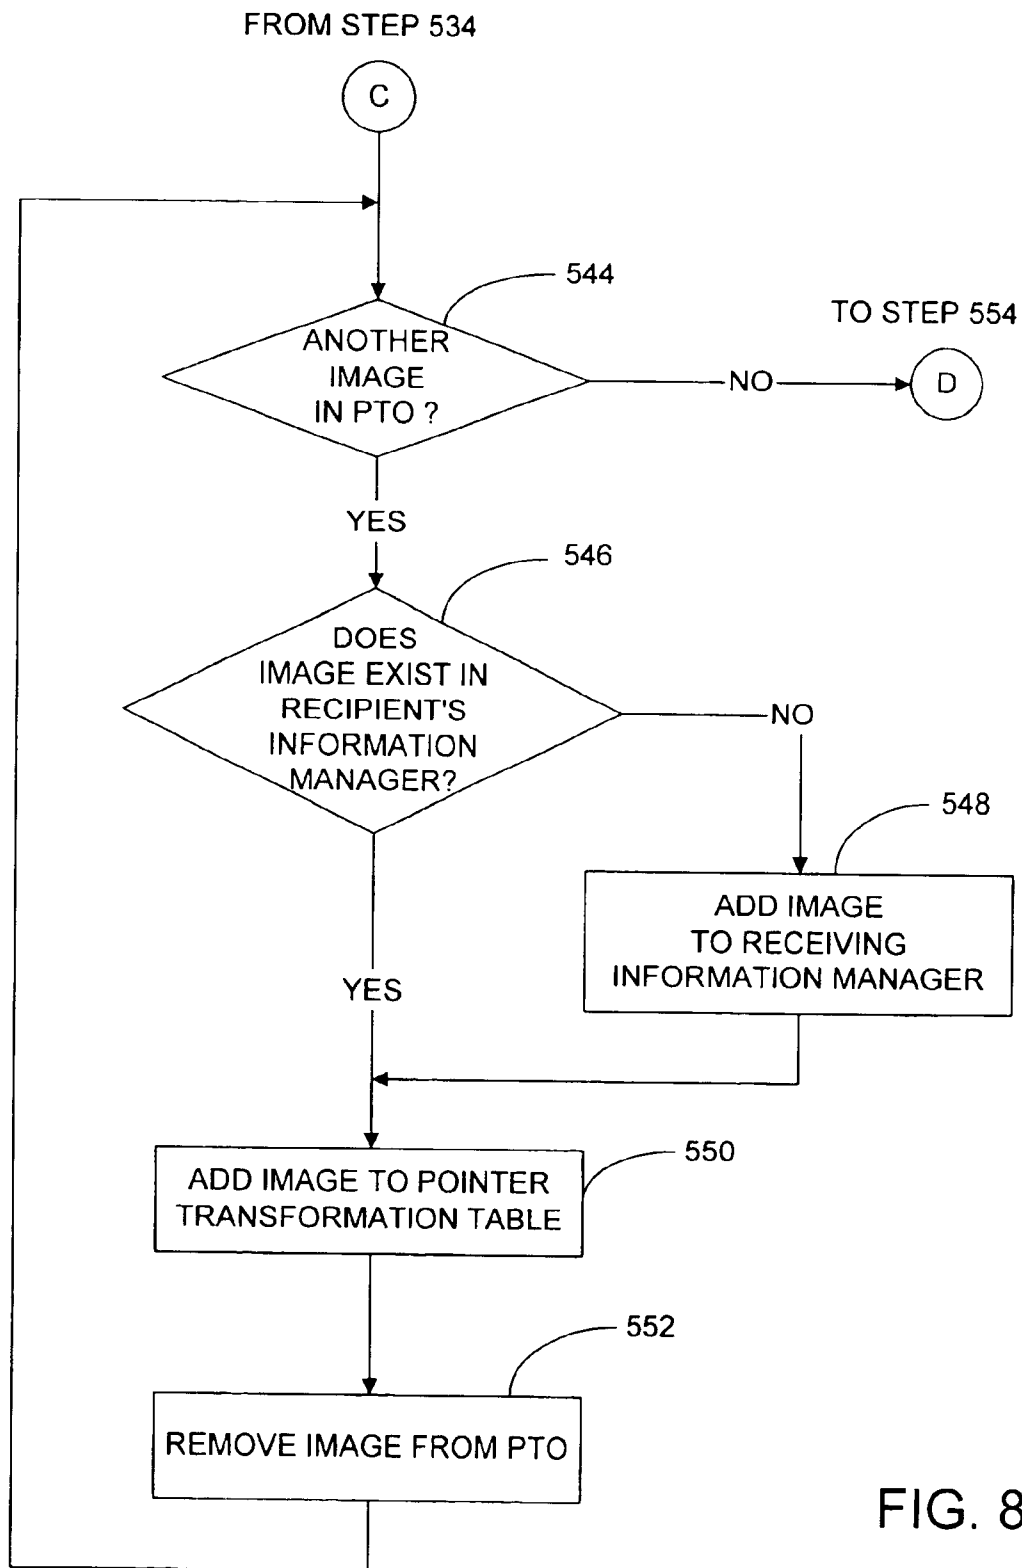 FROM STEP 534
C
544
TO STEP 554
ANOTHER
IMAGE
IN PTO ?
NO
D
YES
546
DOES
IMAGE EXIST IN
RECIPIENT'S
INFORMATION
MANAGER?
NO
548
ADD IMAGE
TO RECEIVING
INFORMATION MANAGER
YES
550
ADD IMAGE TO POINTER
TRANSFORMATION TABLE
552
REMOVE IMAGE FROM PTO
FIG. 8